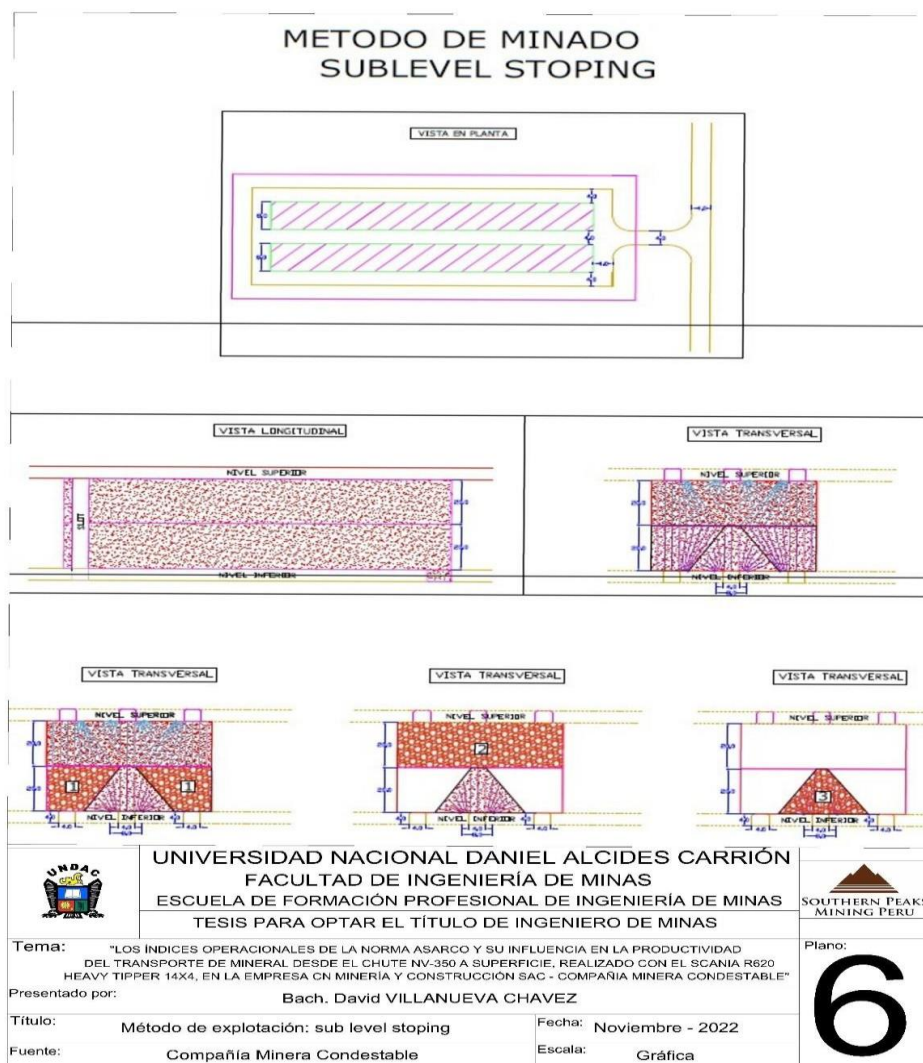 METODO DE MINADO
SUBLEVEL STOPING
VISTA EN PLANTA
VISTA LONGITUDINAL
NIVEL SUPERIOR
SLOT
NIVEL INFERIOR
VISTA TRANSVERSAL
NIVEL SUPERIOR
NIVEL INFERIOR
VISTA TRANSVERSAL
NIVEL SUPERIOR
1
1
NIVEL INFERIOR
VISTA TRANSVERSAL
NIVEL SUPERIOR
2
NIVEL INFERIOR
VISTA TRANSVERSAL
NIVEL SUPERIOR
3
NIVEL INFERIOR
UNDAC
UNIVERSIDAD NACIONAL DANIEL ALCIDES CARRIÓN
FACULTAD DE INGENIERÍA DE MINAS
ESCUELA DE FORMACIÓN PROFESIONAL DE INGENIERÍA DE MINAS
TESIS PARA OPTAR EL TÍTULO DE INGENIERO DE MINAS
SOUTHERN PEAKS
MINING PERU
Tema: "LOS ÍNDICES OPERACIONALES DE LA NORMA ASARCO Y SU INFLUENCIA EN LA PRODUCTIVIDAD
DEL TRANSPORTE DE MINERAL DESDE EL CHUTE NV-350 A SUPERFICIE, REALIZADO CON EL SCANIA R620
HEAVY TIPPER 14X4, EN LA EMPRESA CN MINERÍA Y CONSTRUCCIÓN SAC - COMPAÑÍA MINERA CONDESTABLE"
Plano:
6
Presentado por: Bach. David VILLANUEVA CHAVEZ
Título: Método de explotación: sub level stoping
Fecha: Noviembre - 2022
Fuente: Compañía Minera Condestable
Escala: Gráfica